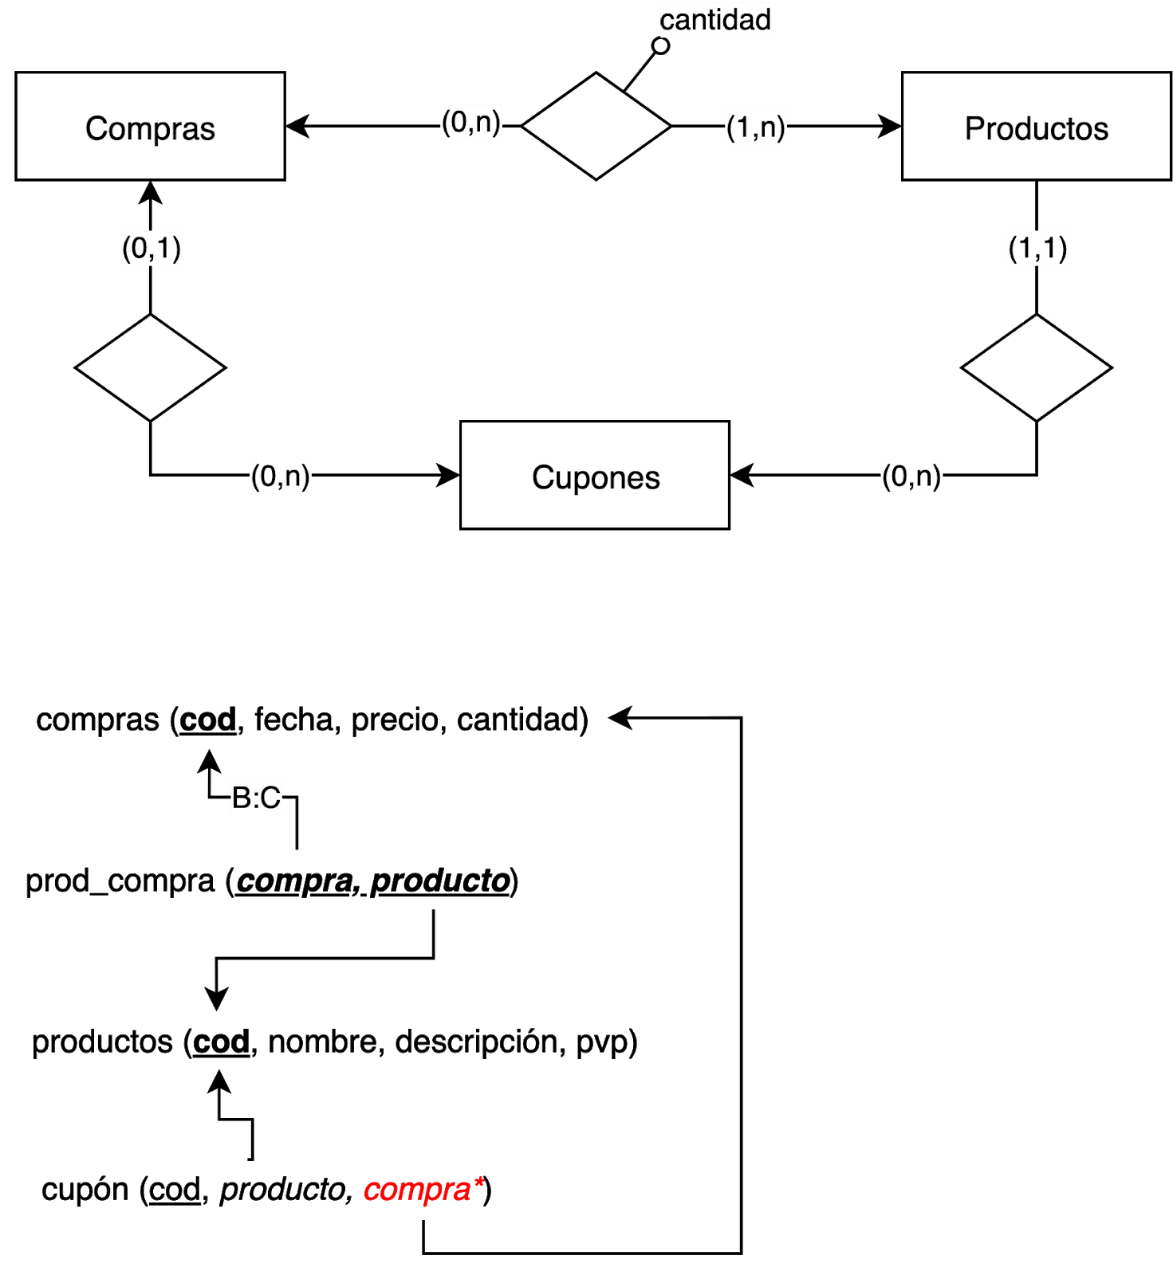 cantidad
Compras
(0,n)
(1,n)
Productos
(0,1)
(1,1)
(0,n)
Cupones
(0,n)
compras (cod, fecha, precio, cantidad)
B:C
prod_compra (compra, producto)
productos (cod, nombre, descripción, pvp)
cupón (cod, producto, compra*)